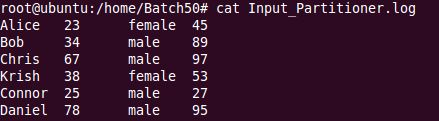 root@ubuntu:/home/Batch50# cat Input_Partitioner.log
Alice 23 female 45
Bob 34 male 89
Chris 67 male 97
Krish 38 female 53
Connor 25 male 27
Daniel 78 male 95